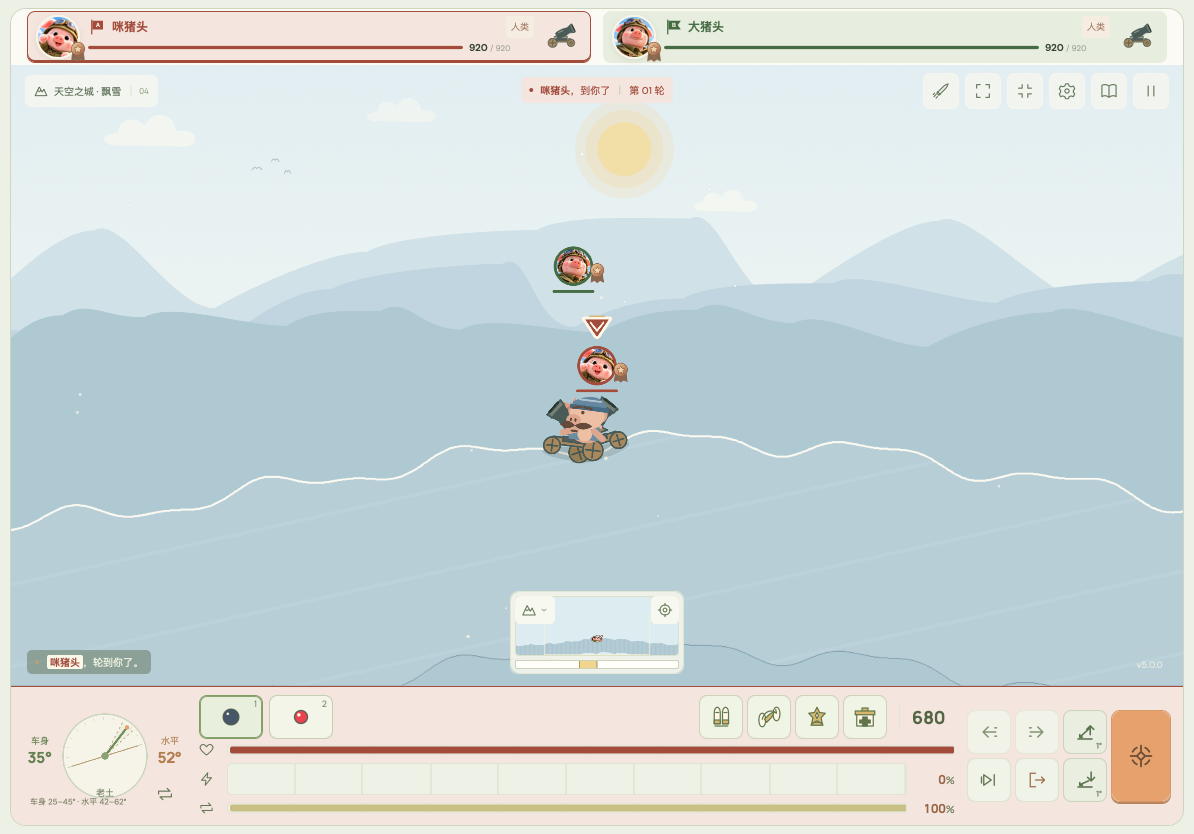 A 咪猪头 人类
920 / 920
B 大猪头 人类
920 / 920
天空之城 · 飘雪 04
咪猪头，到你了 第 01 轮
咪猪头，轮到你了。
v5.0.0
1
2
680
车身
35°
水平
52°
老土
车身 25–45° · 水平 42–62°
0%
100%
1°
1°